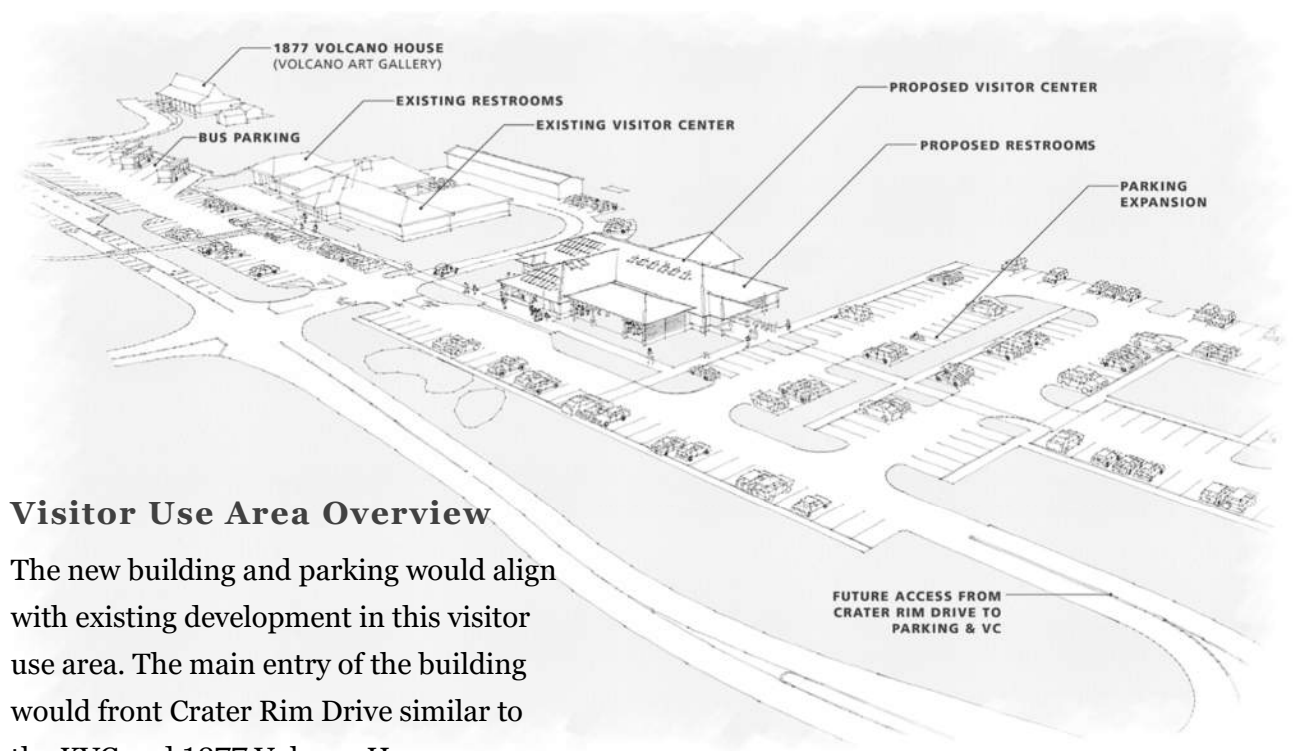 1877 VOLCANO HOUSE
(VOLCANO ART GALLERY)
EXISTING RESTROOMS
EXISTING VISITOR CENTER
BUS PARKING
PROPOSED VISITOR CENTER
PROPOSED RESTROOMS
PARKING
EXPANSION
Visitor Use Area Overview
The new building and parking would align
with existing development in this visitor
use area. The main entry of the building
would front Crater Rim Drive similar to
FUTURE ACCESS FROM
CRATER RIM DRIVE TO
PARKING & VC